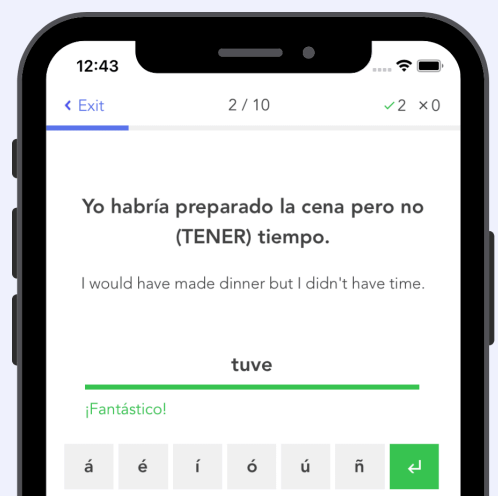 12:43
Exit 2 / 10 ✓2 ×0
Yo habría preparado la cena pero no
(TENER) tiempo.
I would have made dinner but I didn't have time.
tuve
¡Fantástico!
á é í ó ú ñ